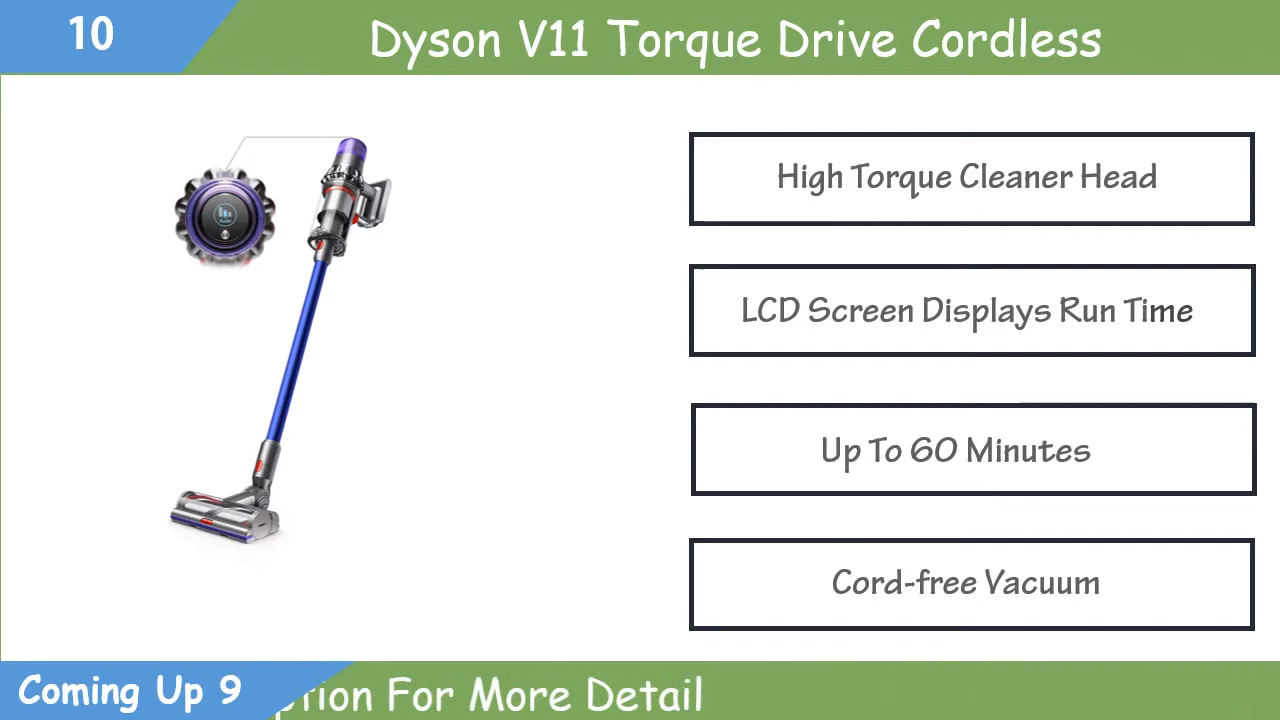 10
Dyson V11 Torque Drive Cordless
High Torque Cleaner Head
LCD Screen Displays Run Time
Up To 60 Minutes
Cord-free Vacuum
Coming Up 9
For More Detail